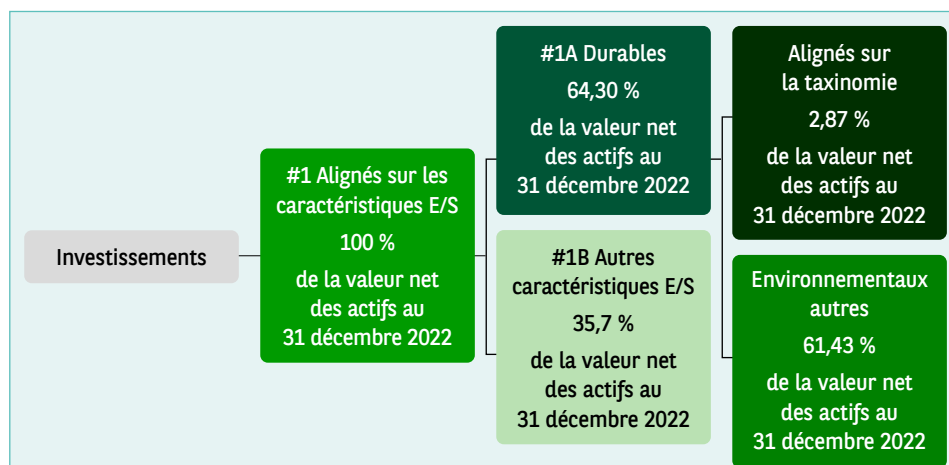 Investissements
#1 Alignés sur les
caractéristiques E/S
100 %
de la valeur net
des actifs au
31 décembre 2022
#1A Durables
64,30 %
de la valeur net
des actifs au
31 décembre 2022
#1B Autres
caractéristiques E/S
35,7 %
de la valeur net
des actifs au
31 décembre 2022
Alignés sur
la taxinomie
2,87 %
de la valeur net
des actifs au
31 décembre 2022
Environnementaux
autres
61,43 %
de la valeur net
des actifs au
31 décembre 2022